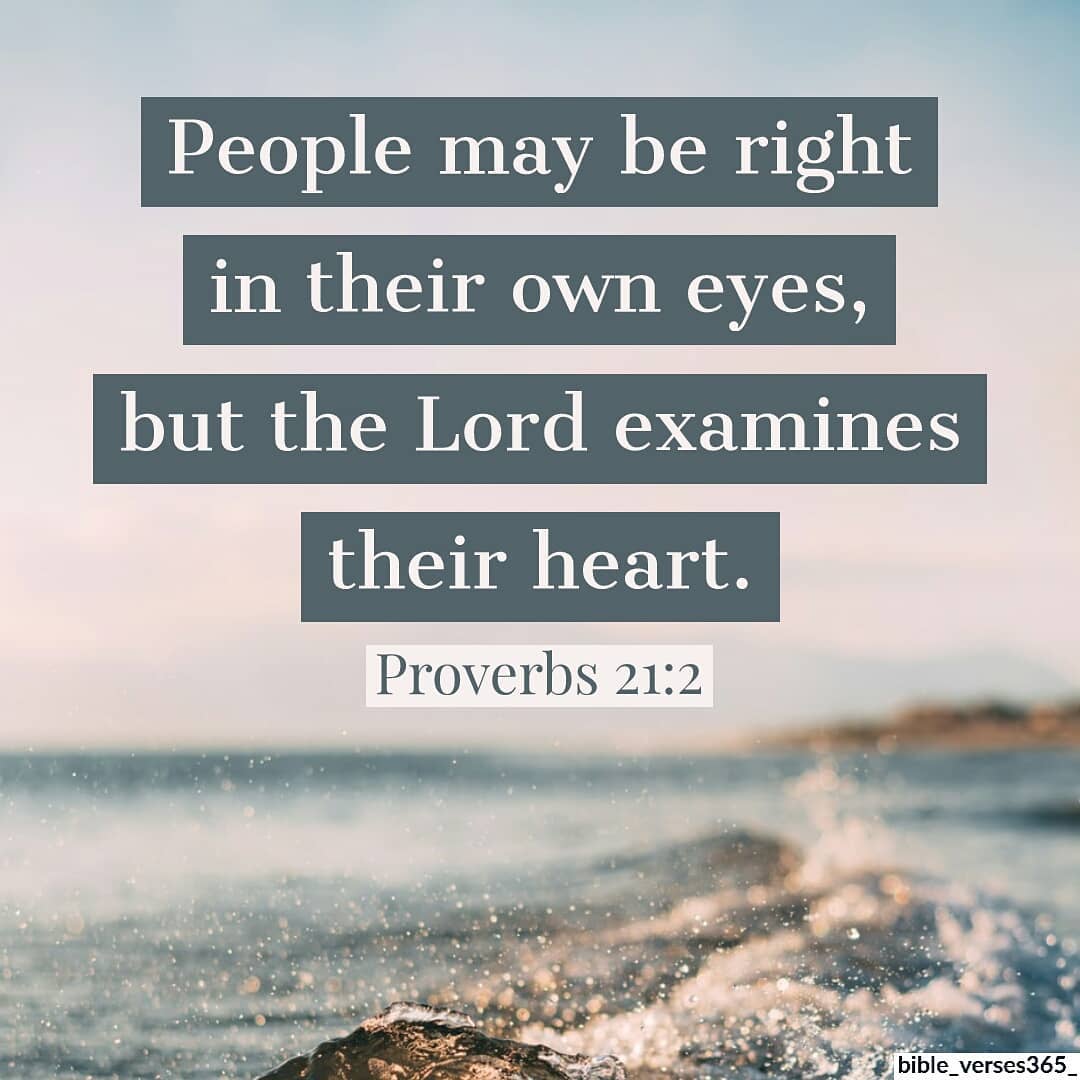 People may be right
in their own eyes,
but the Lord examines
their heart.
Proverbs 21:2
bible_verses365_